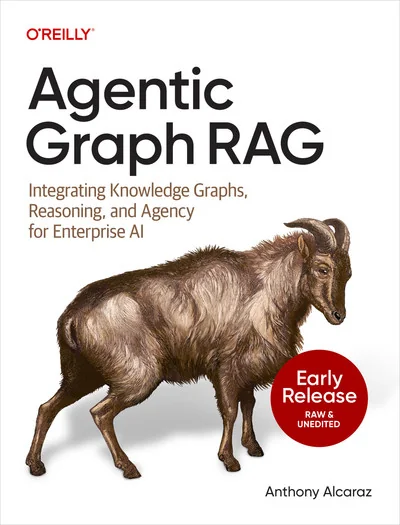 O'REILLY®
Agentic
Graph RAG
Integrating Knowledge Graphs,
Reasoning, and Agency
for Enterprise AI
Early
Release
RAW &
UNEDITED
Anthony Alcaraz